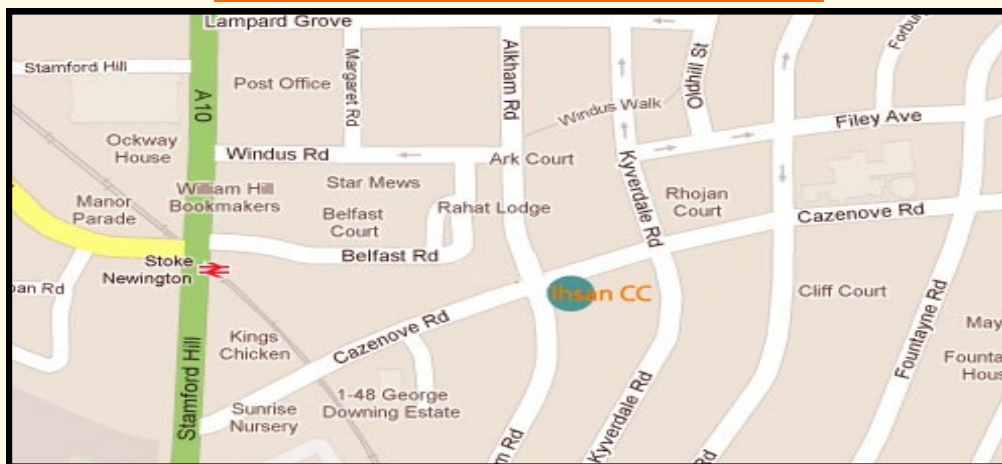 Lampard Grove
Stamford Hill
A10
Post Office
Margaret Rd
Alkham Rd
Oldhill St
Windus Walk
Filey Ave
Ockway
House
Windus Rd
Ark Court
Kyverdale Rd
William Hill
Bookmakers
Star Mews
Manor
Parade
Belfast
Court
Rahat Lodge
Rhojan
Court
Cazenove Rd
Belfast Rd
Stoke
Newington
Ihsan CC
Cliff Court
Fountayne Rd
Cazenove Rd
Kings
Chicken
Stamford Hill
1-48 George
Downing Estate
Sunrise
Nursery
Kyverdale Rd
Rd
Rd